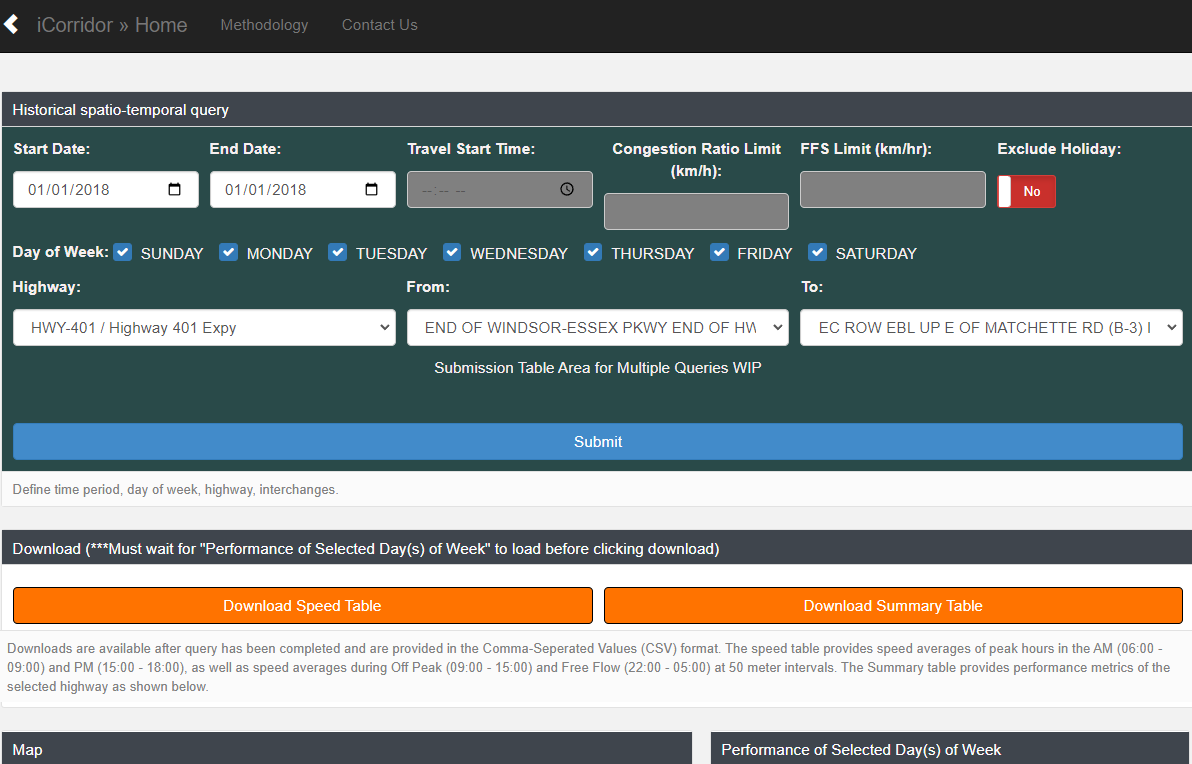 iCorridor » Home Methodology Contact Us
Historical spatio-temporal query
Start Date: End Date: Travel Start Time: Congestion Ratio Limit (km/h): FFS Limit (km/hr): Exclude Holiday:
01/01/2018 01/01/2018 --:-- -- No
Day of Week: SUNDAY MONDAY TUESDAY WEDNESDAY THURSDAY FRIDAY SATURDAY
Highway: From: To:
HWY-401 / Highway 401 Expy END OF WINDSOR-ESSEX PKWY END OF HW EC ROW EBL UP E OF MATCHETTE RD (B-3) I
Submission Table Area for Multiple Queries WIP
Submit
Define time period, day of week, highway, interchanges.
Download (***Must wait for "Performance of Selected Day(s) of Week" to load before clicking download)
Download Speed Table Download Summary Table
Downloads are available after query has been completed and are provided in the Comma-Seperated Values (CSV) format. The speed table provides speed averages of peak hours in the AM (06:00 -
09:00) and PM (15:00 - 18:00), as well as speed averages during Off Peak (09:00 - 15:00) and Free Flow (22:00 - 05:00) at 50 meter intervals. The Summary table provides performance metrics of the
selected highway as shown below.
Map Performance of Selected Day(s) of Week